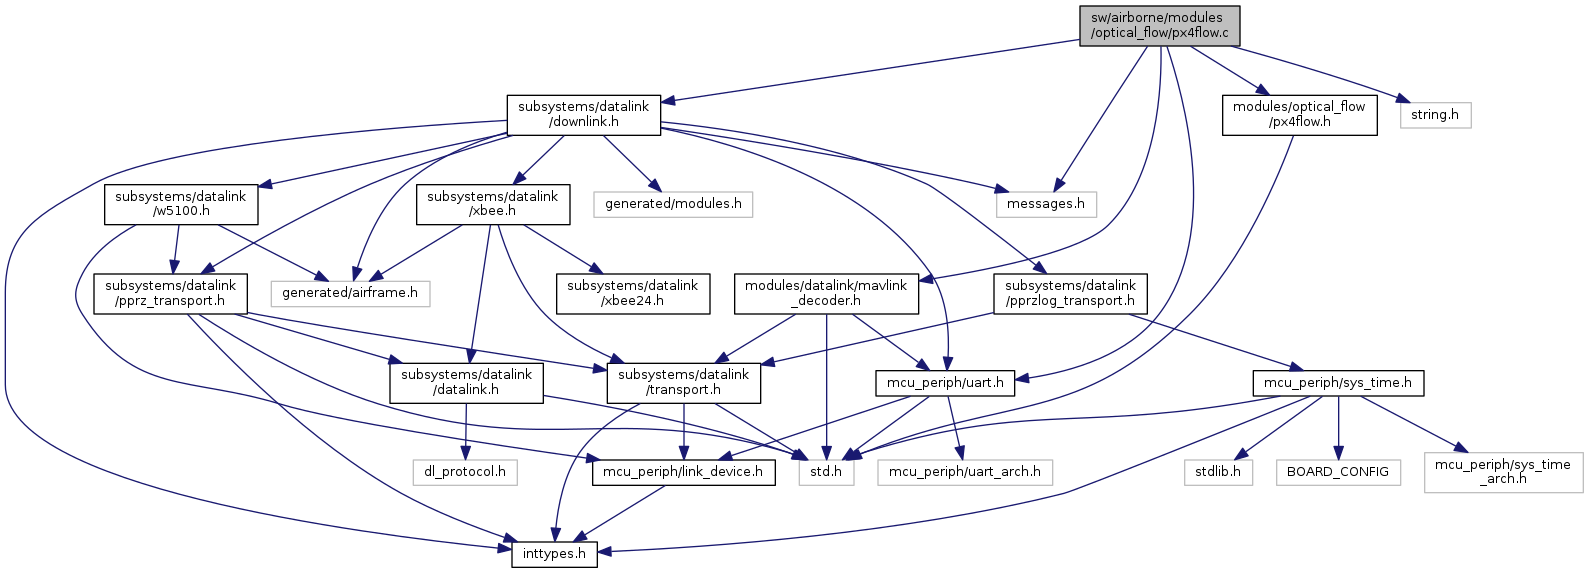 sw/airborne/modules
/optical_flow/px4flow.c
subsystems/datalink
/downlink.h
modules/optical_flow
/px4flow.h
string.h
subsystems/datalink
/w5100.h
subsystems/datalink
/xbee.h
generated/modules.h
messages.h
subsystems/datalink
/pprz_transport.h
generated/airframe.h
subsystems/datalink
/xbee24.h
modules/datalink/mavlink
_decoder.h
subsystems/datalink
/pprzlog_transport.h
subsystems/datalink
/datalink.h
subsystems/datalink
/transport.h
mcu_periph/uart.h
mcu_periph/sys_time.h
dl_protocol.h
mcu_periph/link_device.h
std.h
mcu_periph/uart_arch.h
stdlib.h
BOARD_CONFIG
mcu_periph/sys_time
_arch.h
inttypes.h